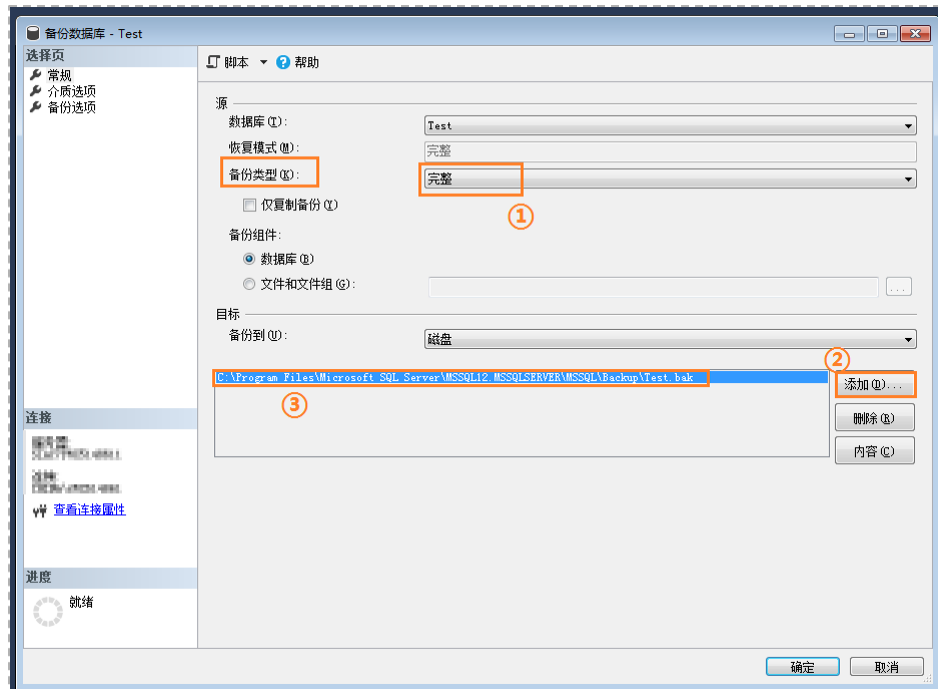 备份数据库 - Test
选择页
常规
介质选项
备份选项
脚本 帮助
源
数据库(T):
Test
恢复模式(M):
完整
备份类型(K):
完整
①
仅复制备份(Y)
备份组件:
数据库(B)
文件和文件组(G):
...
目标
备份到(U):
磁盘
②
C:\Program Files\Microsoft SQL Server\MSSQL12.MSSQLSERVER\MSSQL\Backup\Test.bak
添加(D)...
③
删除(R)
内容(C)
连接
查看连接属性
进度
就绪
确定
取消